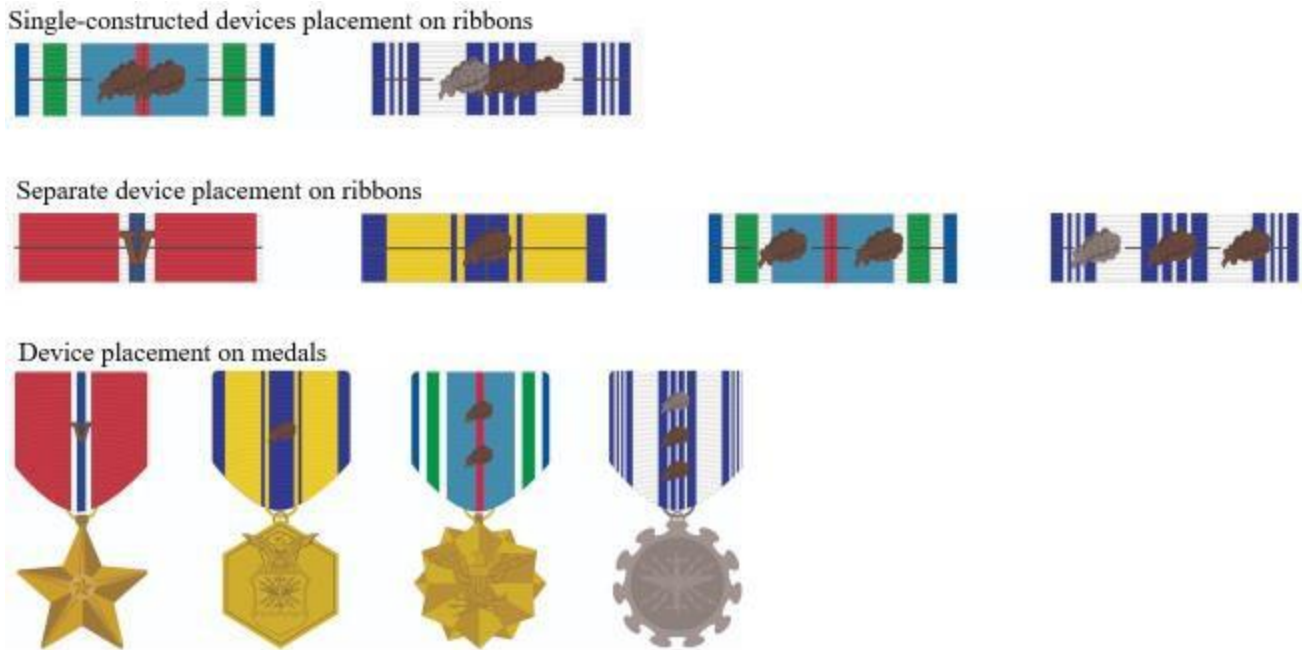 Single-constructed devices placement on ribbons
Separate device placement on ribbons
V
Device placement on medals
V